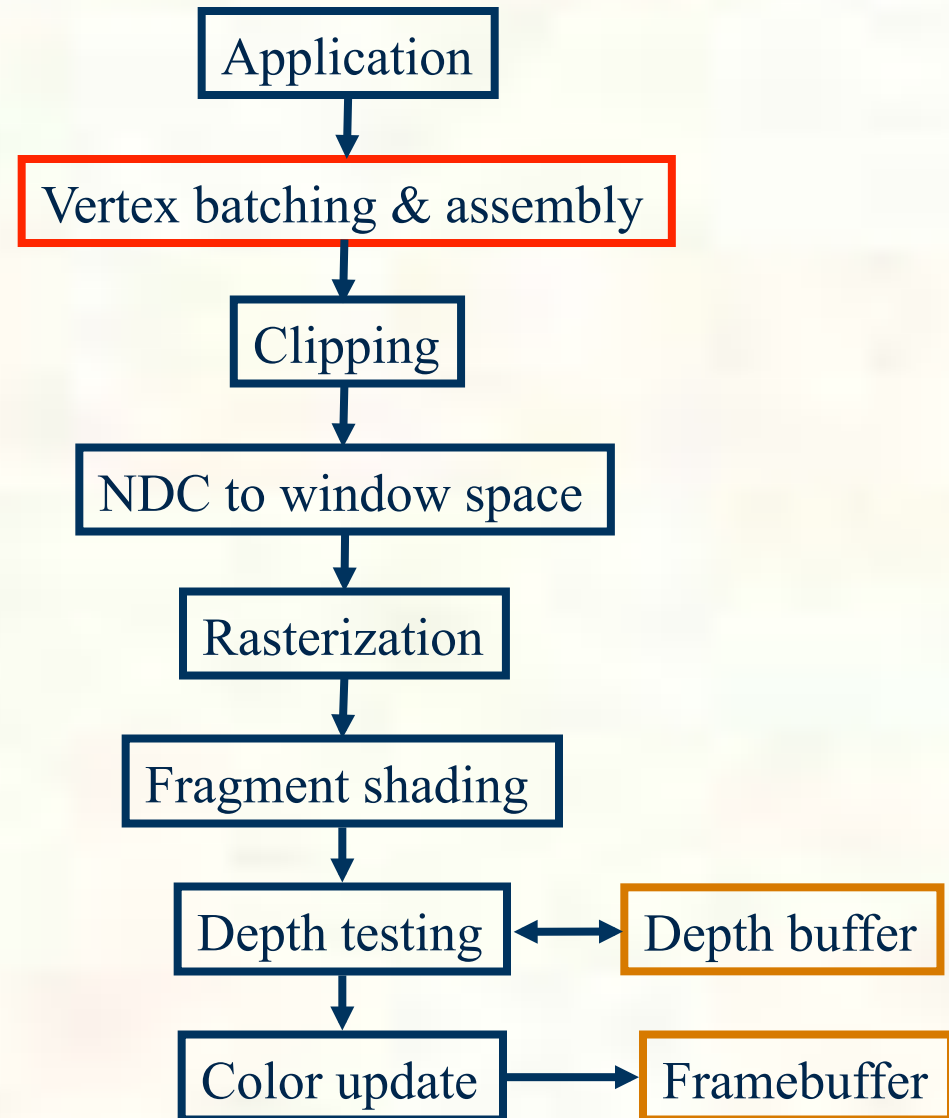 Application
Vertex batching & assembly
Clipping
NDC to window space
Rasterization
Fragment shading
Depth testing
Depth buffer
Color update
Framebuffer